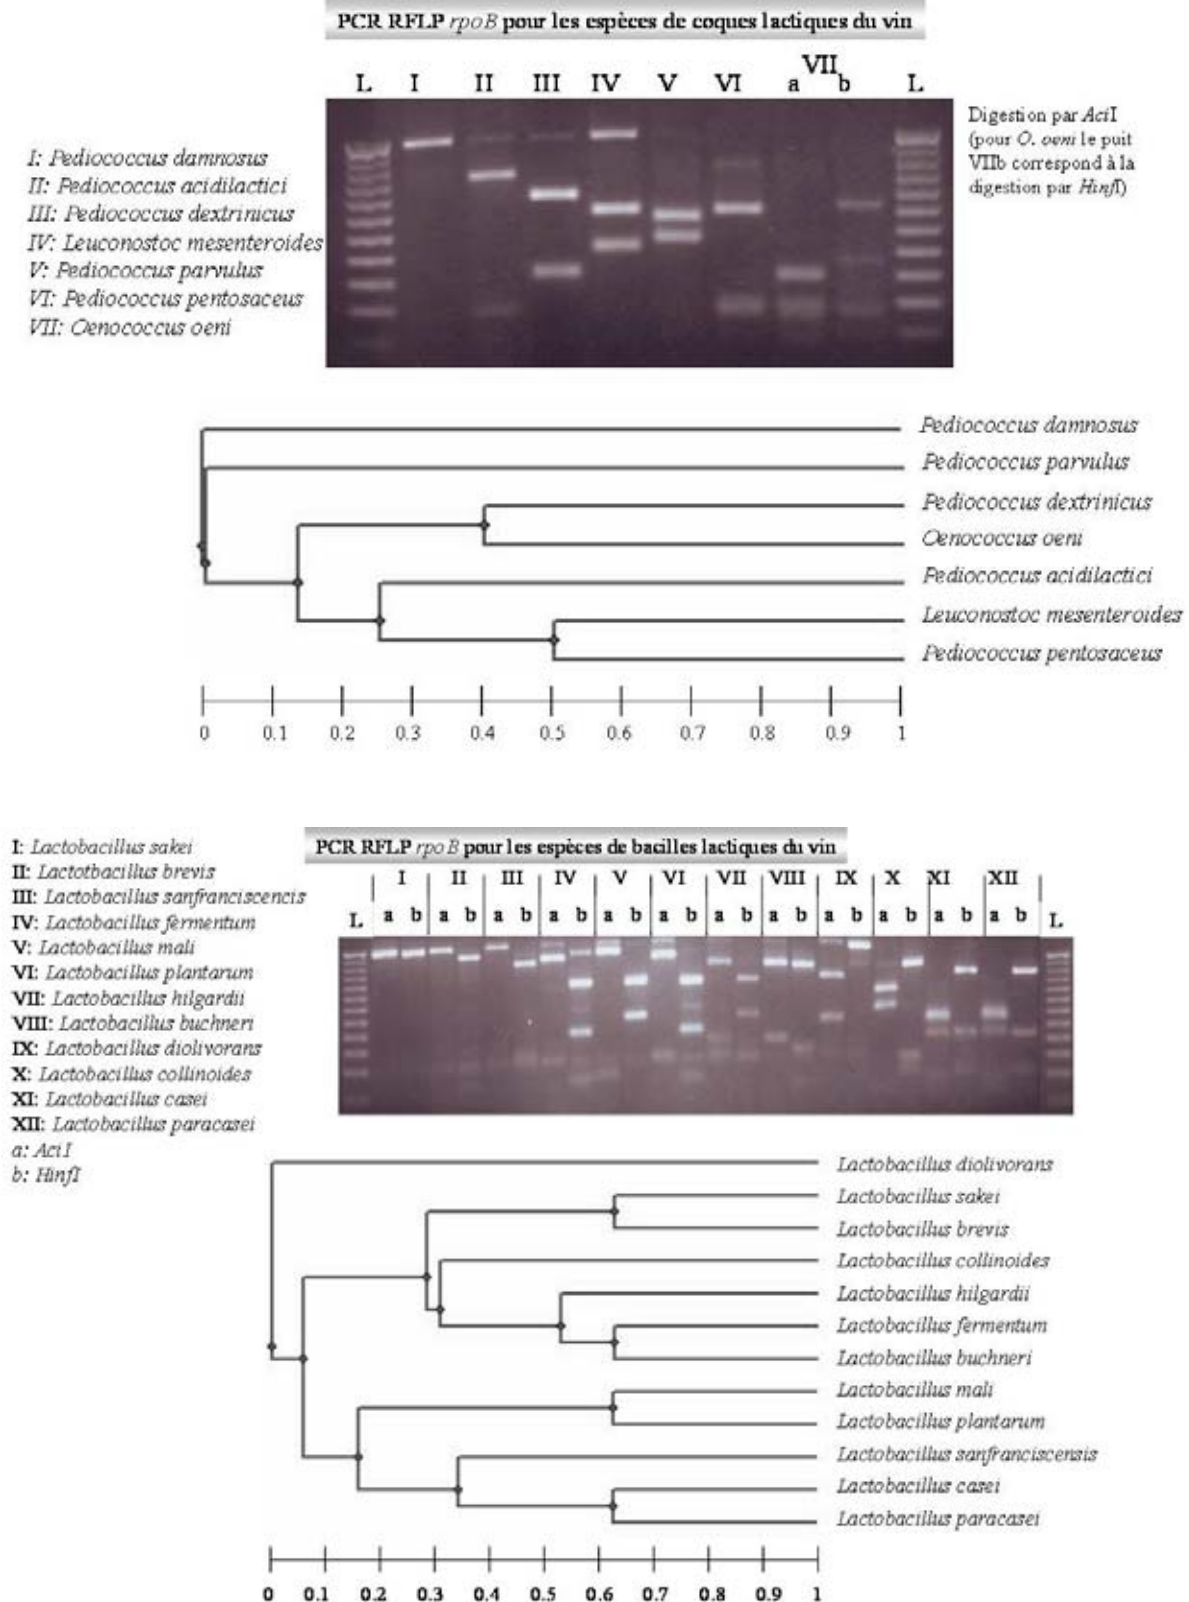 PCR RFLP rpoB pour les espèces de coques lactiques du vin
L I II III IV V VI VII L
a b
I: Pediococcus damnosus
II: Pediococcus acidilactici
III: Pediococcus dextrinicus
IV: Leuconostoc mesenteroides
V: Pediococcus parvulus
VI: Pediococcus pentosaceus
VII: Oenococcus oeni
Digestion par AciI
(pour O. oeni le puit
VIIb correspond à la
digestion par HinfI)
Pediococcus damnosus
Pediococcus parvulus
Pediococcus dextrinicus
Oenococcus oeni
Pediococcus acidilactici
Leuconostoc mesenteroides
Pediococcus pentosaceus
0 0.1 0.2 0.3 0.4 0.5 0.6 0.7 0.8 0.9 1
I: Lactobacillus sakei
II: Lactotbacillus brevis
III: Lactobacillus sanfranciscencis
IV: Lactobacillus fermentum
V: Lactobacillus mali
VI: Lactobacillus plantarum
VII: Lactobacillus hilgardii
VIII: Lactobacillus buchneri
IX: Lactobacillus diolivorans
X: Lactobacillus collinoides
XI: Lactobacillus casei
XII: Lactobacillus paracasei
a: AciI
b: HinfI
PCR RFLP rpoB pour les espèces de bacilles lactiques du vin
I II III IV V VI VII VIII IX X XI XII
L a b a b a b a b a b a b a b a b a b a b a b a b L
Lactobacillus diolivorans
Lactobacillus sakei
Lactobacillus brevis
Lactobacillus collinoides
Lactobacillus hilgardii
Lactobacillus fermentum
Lactobacillus buchneri
Lactobacillus mali
Lactobacillus plantarum
Lactobacillus sanfranciscensis
Lactobacillus casei
Lactobacillus paracasei
0 0.1 0.2 0.3 0.4 0.5 0.6 0.7 0.8 0.9 1